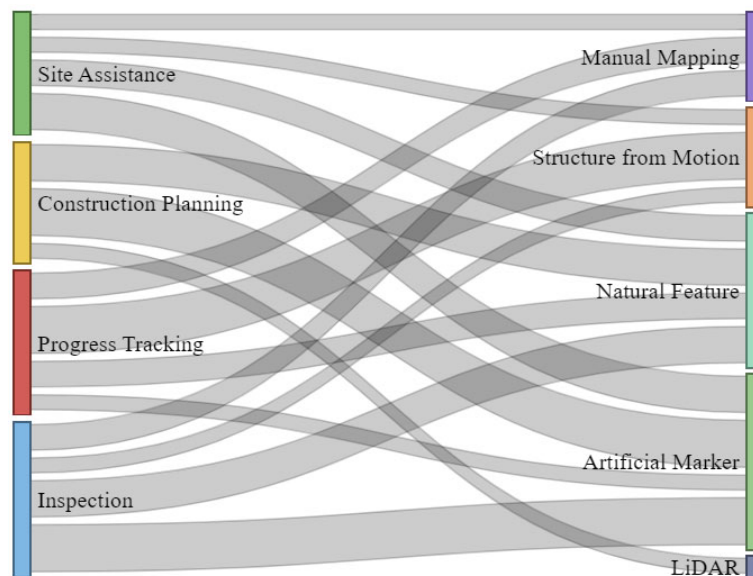 Site Assistance
Construction Planning
Progress Tracking
Inspection
Manual Mapping
Structure from Motion
Natural Feature
Artificial Marker
LiDAR